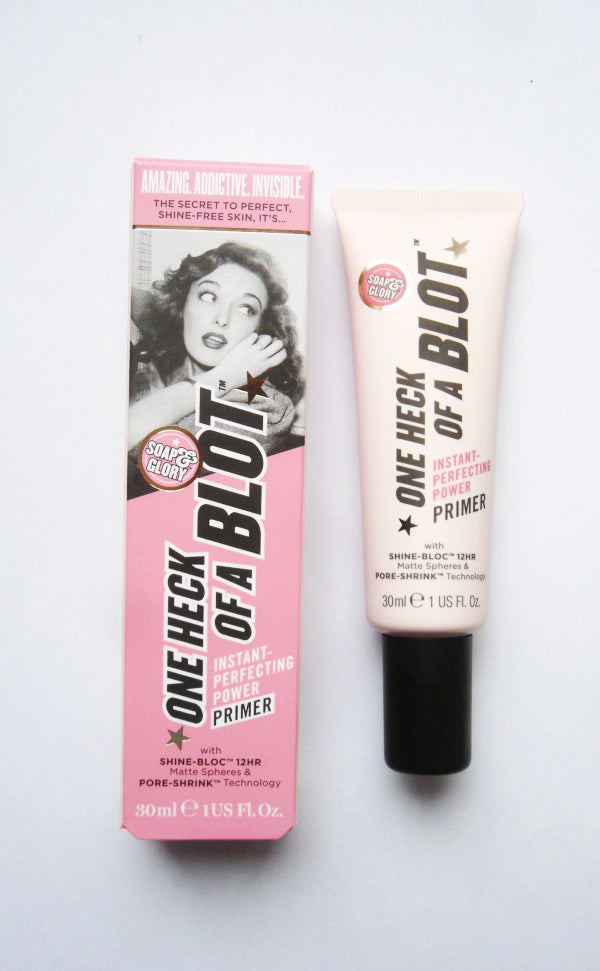 AMAZING. ADDICTIVE. INVISIBLE.
THE SECRET TO PERFECT,
SHINE-FREE SKIN, IT'S...
SOAP&
GLORY
ONE HECK
OF A BLOT™
INSTANT-
PERFECTING
POWER
PRIMER
with
SHINE-BLOC™ 12HR
Matte Spheres &
PORE-SHRINK™ Technology
30ml ℮ 1 US Fl. Oz.
SOAP&
GLORY
ONE HECK
OF A BLOT™
INSTANT-
PERFECTING
POWER
PRIMER
with
SHINE-BLOC™ 12HR
Matte Spheres &
PORE-SHRINK™ Technology
30ml ℮ 1 US Fl. Oz.